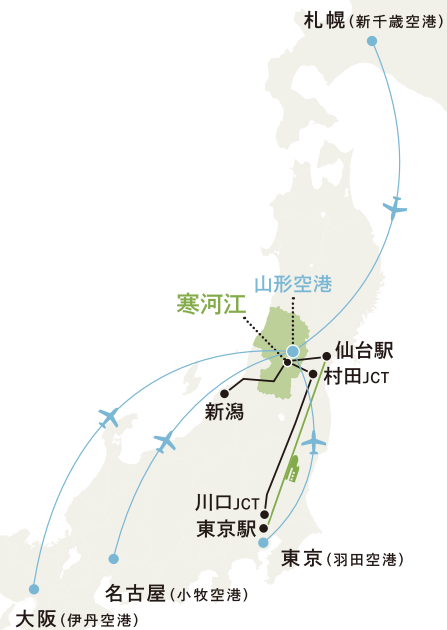 札幌(新千歳空港)
山形空港
寒河江
仙台駅
村田JCT
新潟
川口JCT
東京駅
東京(羽田空港)
名古屋(小牧空港)
大阪(伊丹空港)